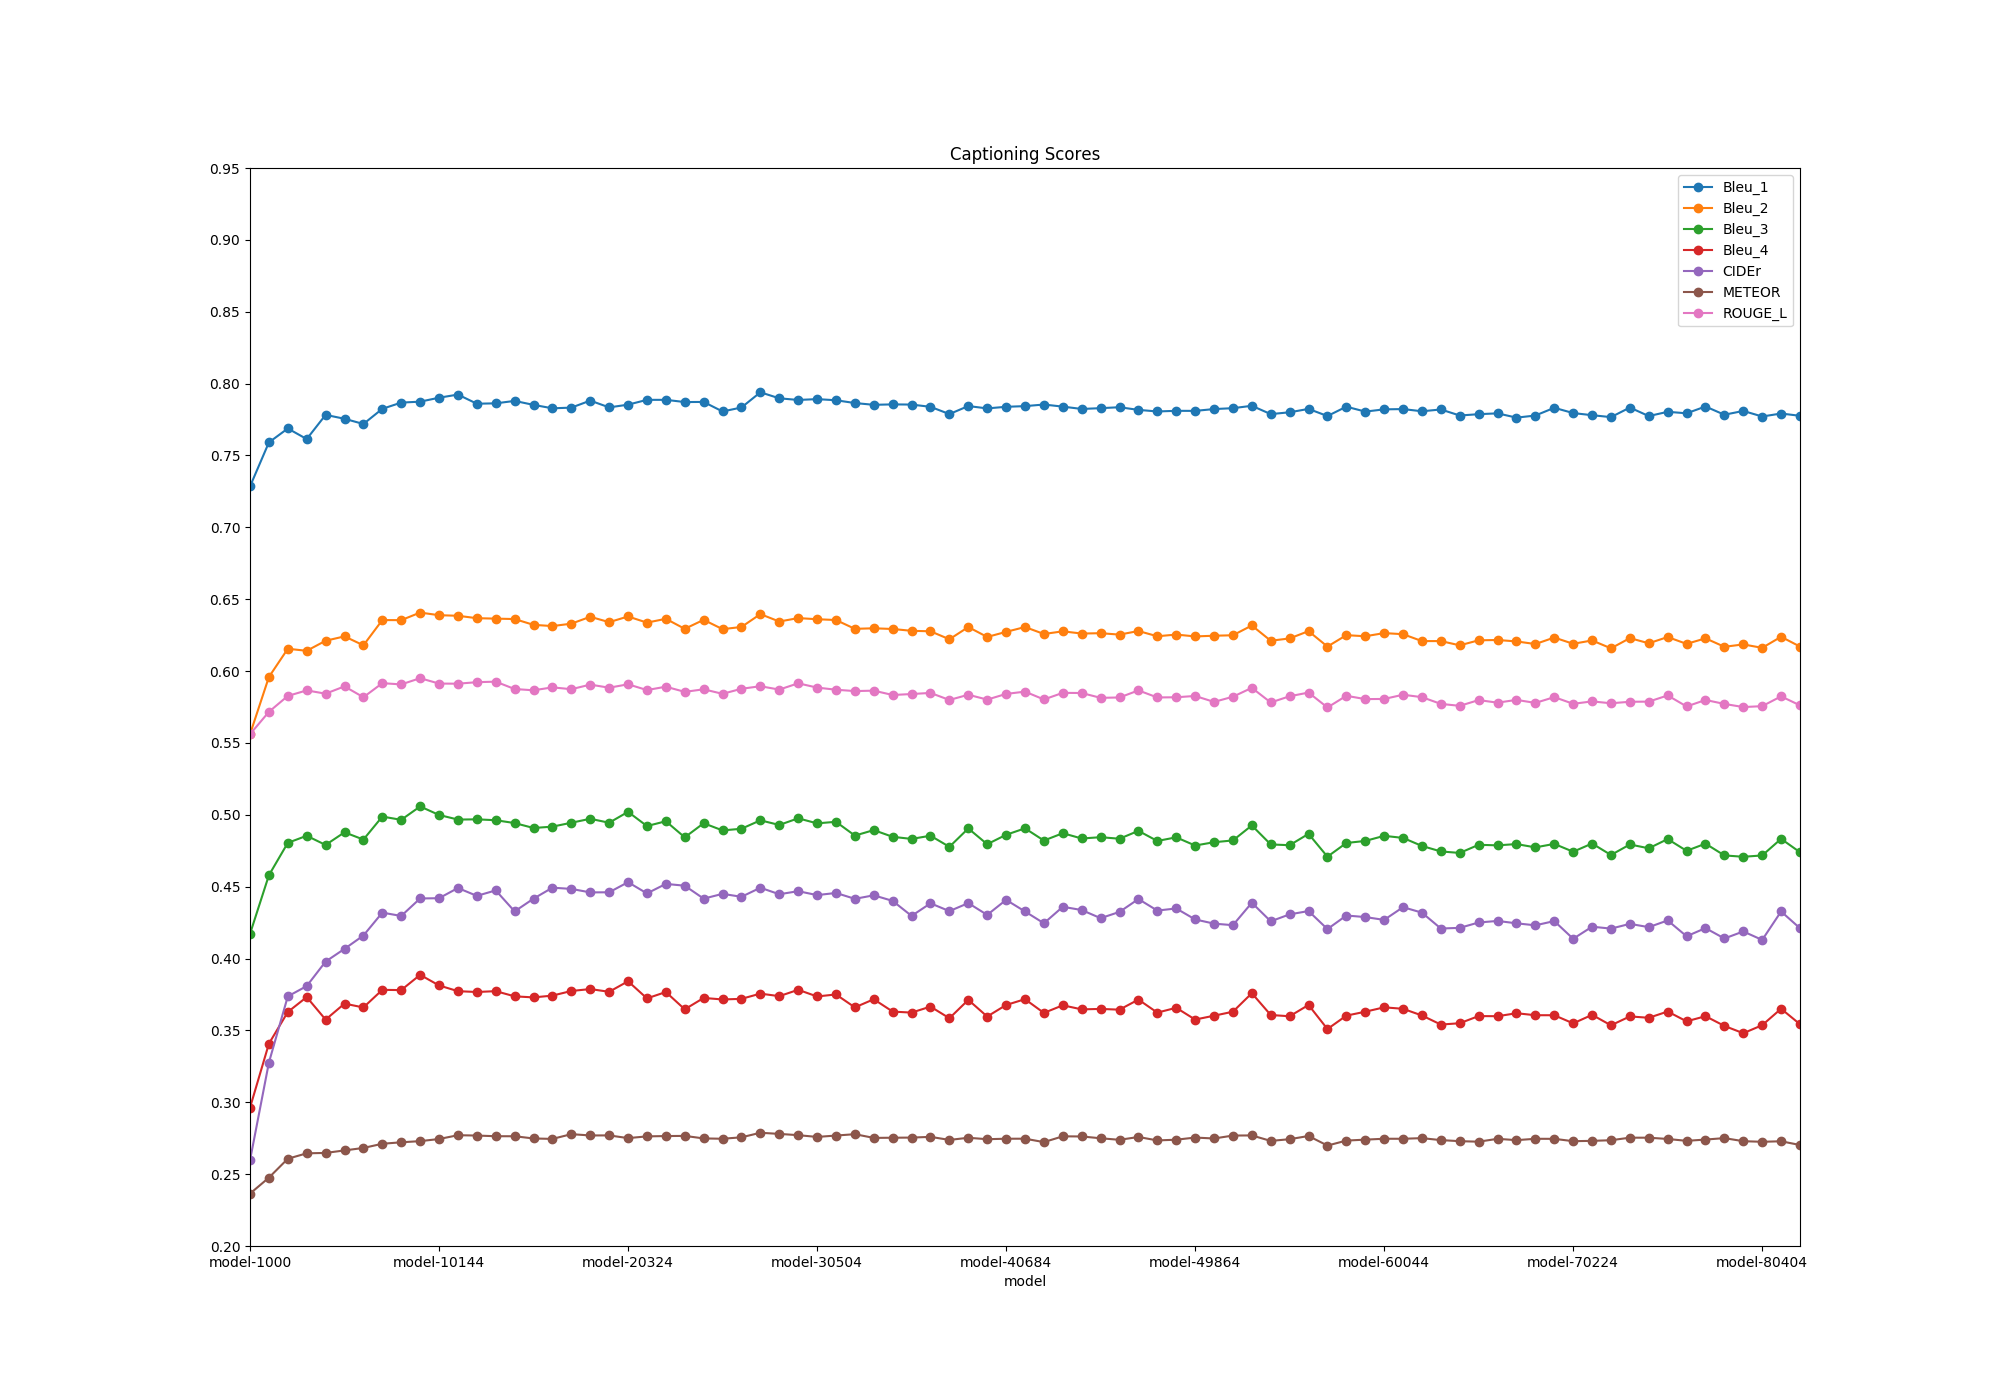 Captioning Scores
0.95
0.90
0.85
0.80
0.75
0.70
0.65
0.60
0.55
0.50
0.45
0.40
0.35
0.30
0.25
0.20
Bleu_1
Bleu_2
Bleu_3
Bleu_4
CIDEr
METEOR
ROUGE_L
model-1000 model-10144 model-20324 model-30504 model-40684 model-49864 model-60044 model-70224 model-80404
model